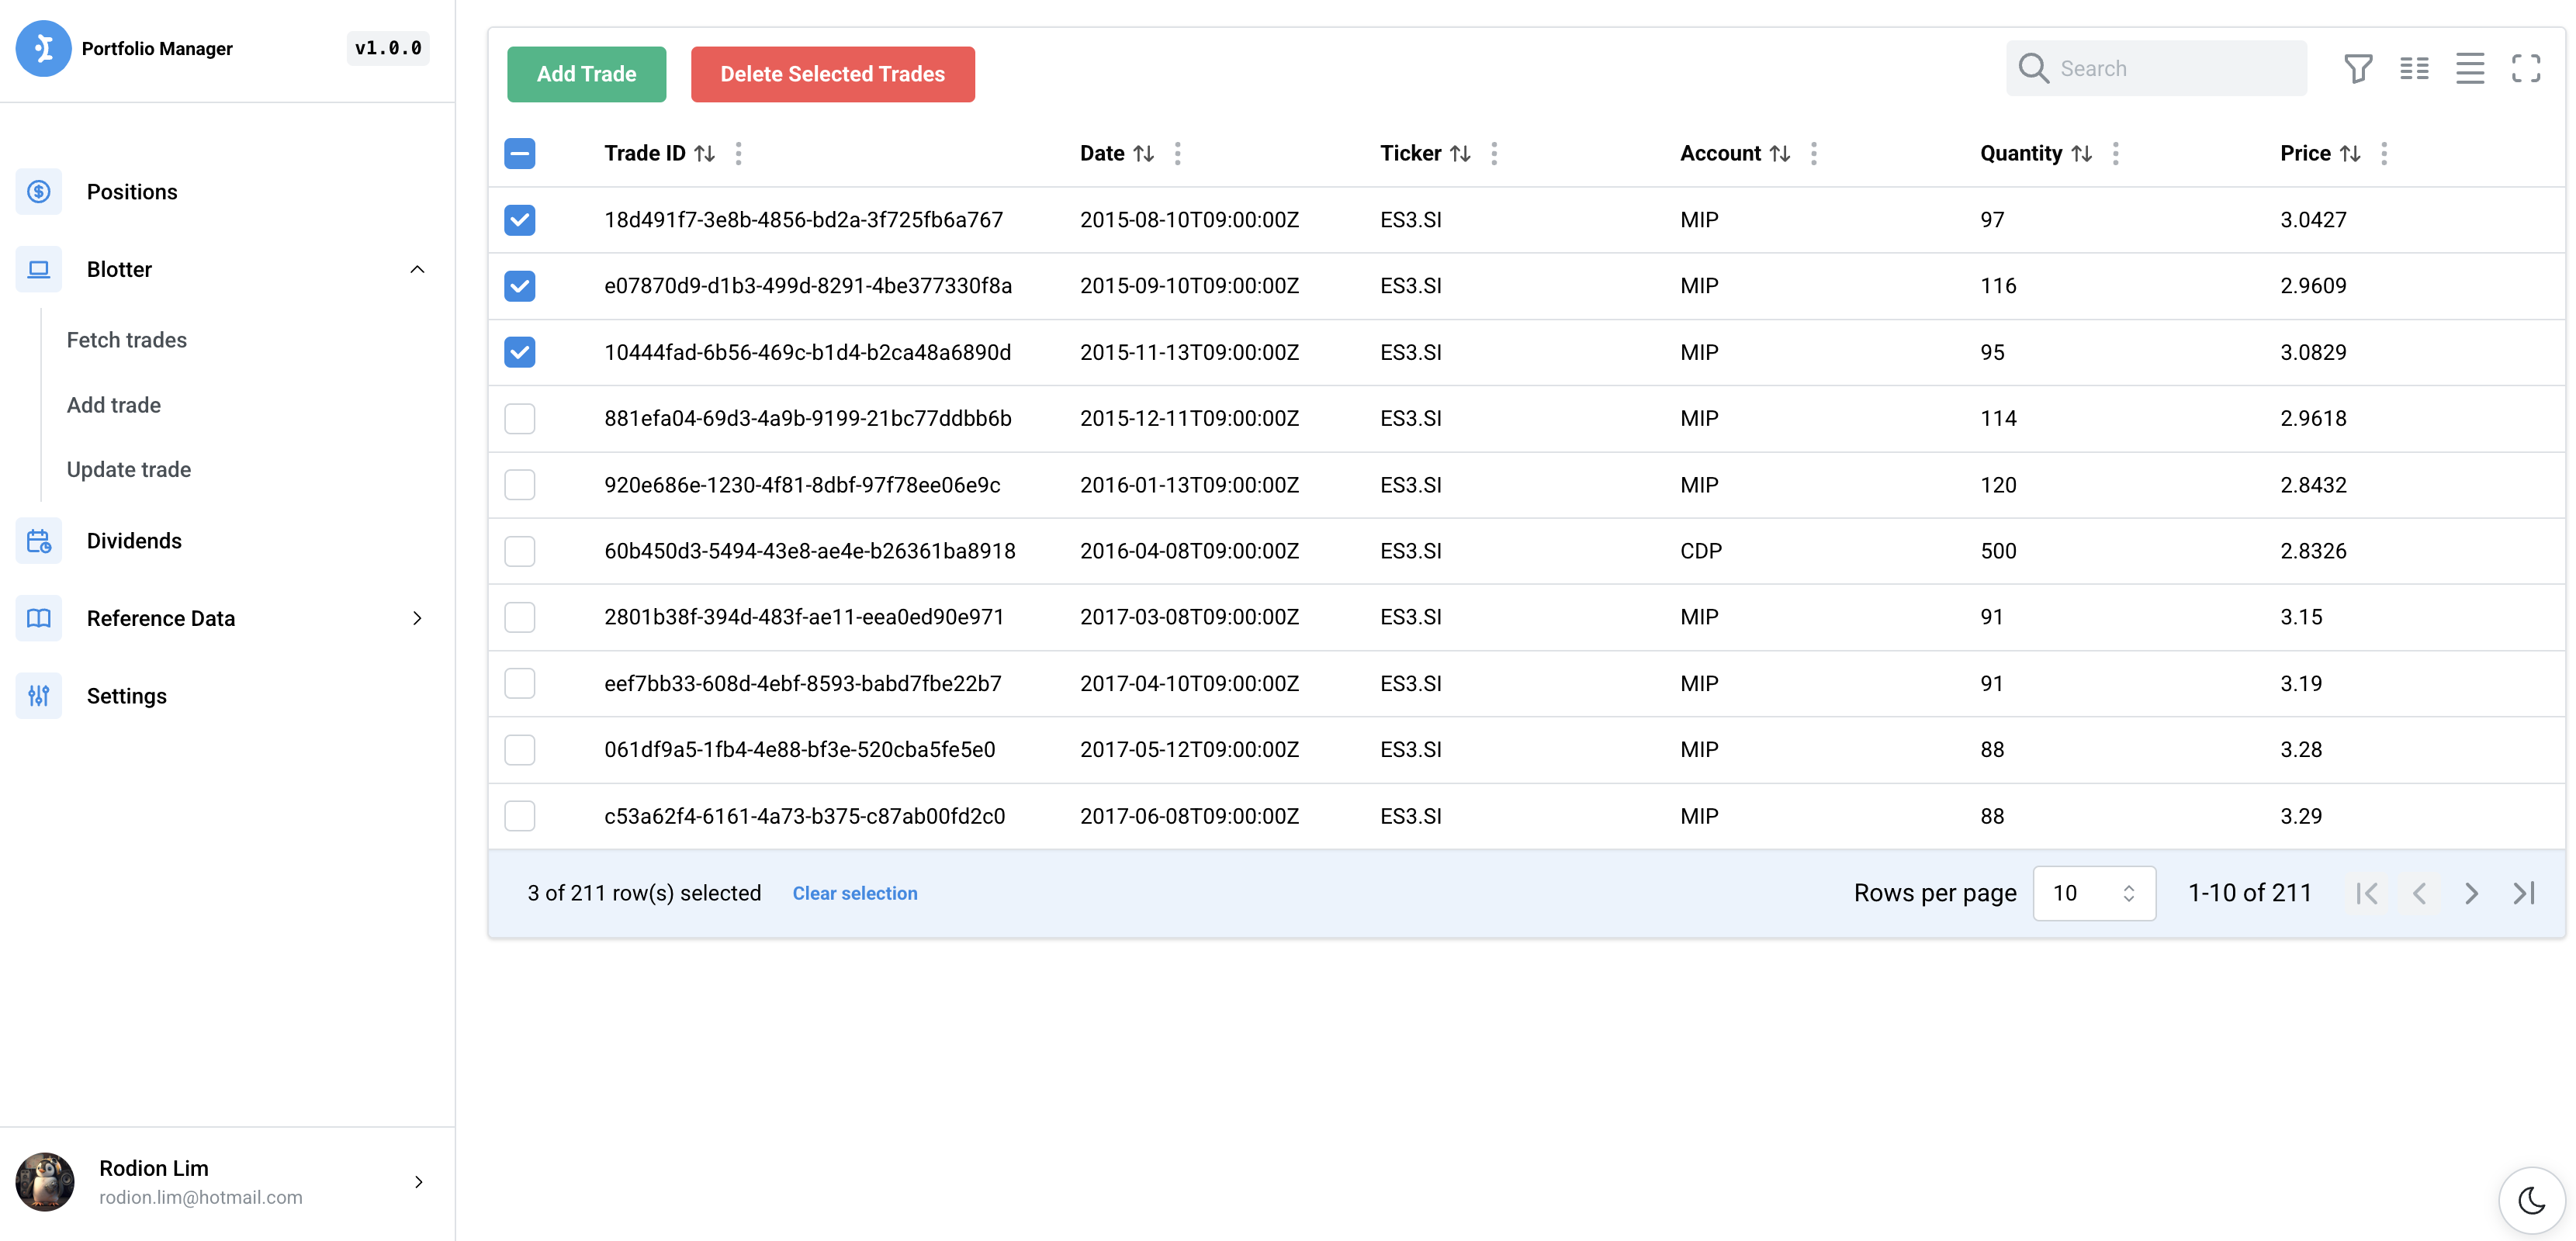 Portfolio Manager v1.0.0
Positions
Blotter
Fetch trades
Add trade
Update trade
Dividends
Reference Data
Settings
Rodion Lim
rodion.lim@hotmail.com
Add Trade Delete Selected Trades Search
Trade ID Date Ticker Account Quantity Price
18d491f7-3e8b-4856-bd2a-3f725fb6a767 2015-08-10T09:00:00Z ES3.SI MIP 97 3.0427
e07870d9-d1b3-499d-8291-4be377330f8a 2015-09-10T09:00:00Z ES3.SI MIP 116 2.9609
10444fad-6b56-469c-b1d4-b2ca48a6890d 2015-11-13T09:00:00Z ES3.SI MIP 95 3.0829
881efa04-69d3-4a9b-9199-21bc77ddbb6b 2015-12-11T09:00:00Z ES3.SI MIP 114 2.9618
920e686e-1230-4f81-8dbf-97f78ee06e9c 2016-01-13T09:00:00Z ES3.SI MIP 120 2.8432
60b450d3-5494-43e8-ae4e-b26361ba8918 2016-04-08T09:00:00Z ES3.SI CDP 500 2.8326
2801b38f-394d-483f-ae11-eea0ed90e971 2017-03-08T09:00:00Z ES3.SI MIP 91 3.15
eef7bb33-608d-4ebf-8593-babd7fbe22b7 2017-04-10T09:00:00Z ES3.SI MIP 91 3.19
061df9a5-1fb4-4e88-bf3e-520cba5fe5e0 2017-05-12T09:00:00Z ES3.SI MIP 88 3.28
c53a62f4-6161-4a73-b375-c87ab00fd2c0 2017-06-08T09:00:00Z ES3.SI MIP 88 3.29
3 of 211 row(s) selected Clear selection Rows per page 10 1-10 of 211